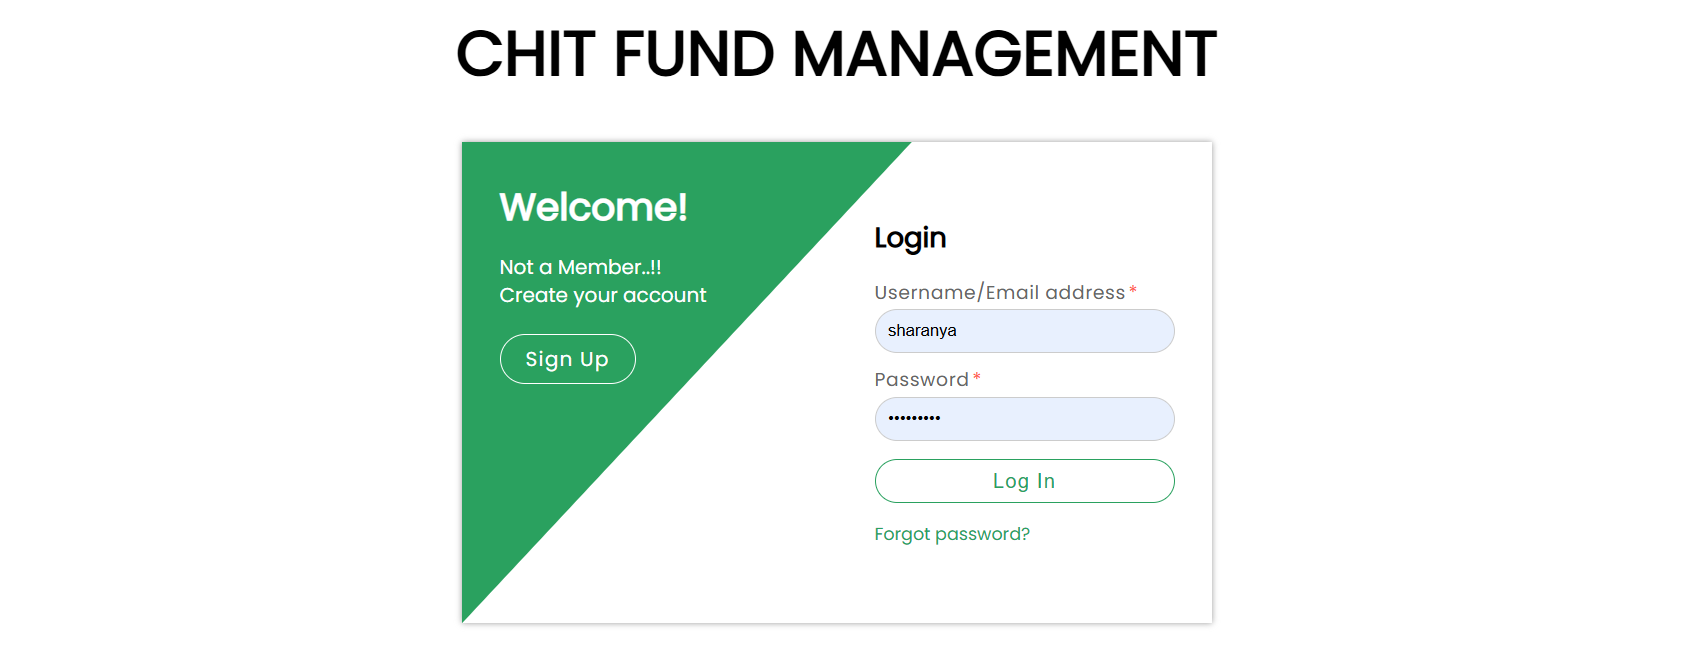 CHIT FUND MANAGEMENT
Welcome!
Not a Member..!!
Create your account
Sign Up
Login
Username/Email address*
sharanya
Password*
•••••••••
Log In
Forgot password?